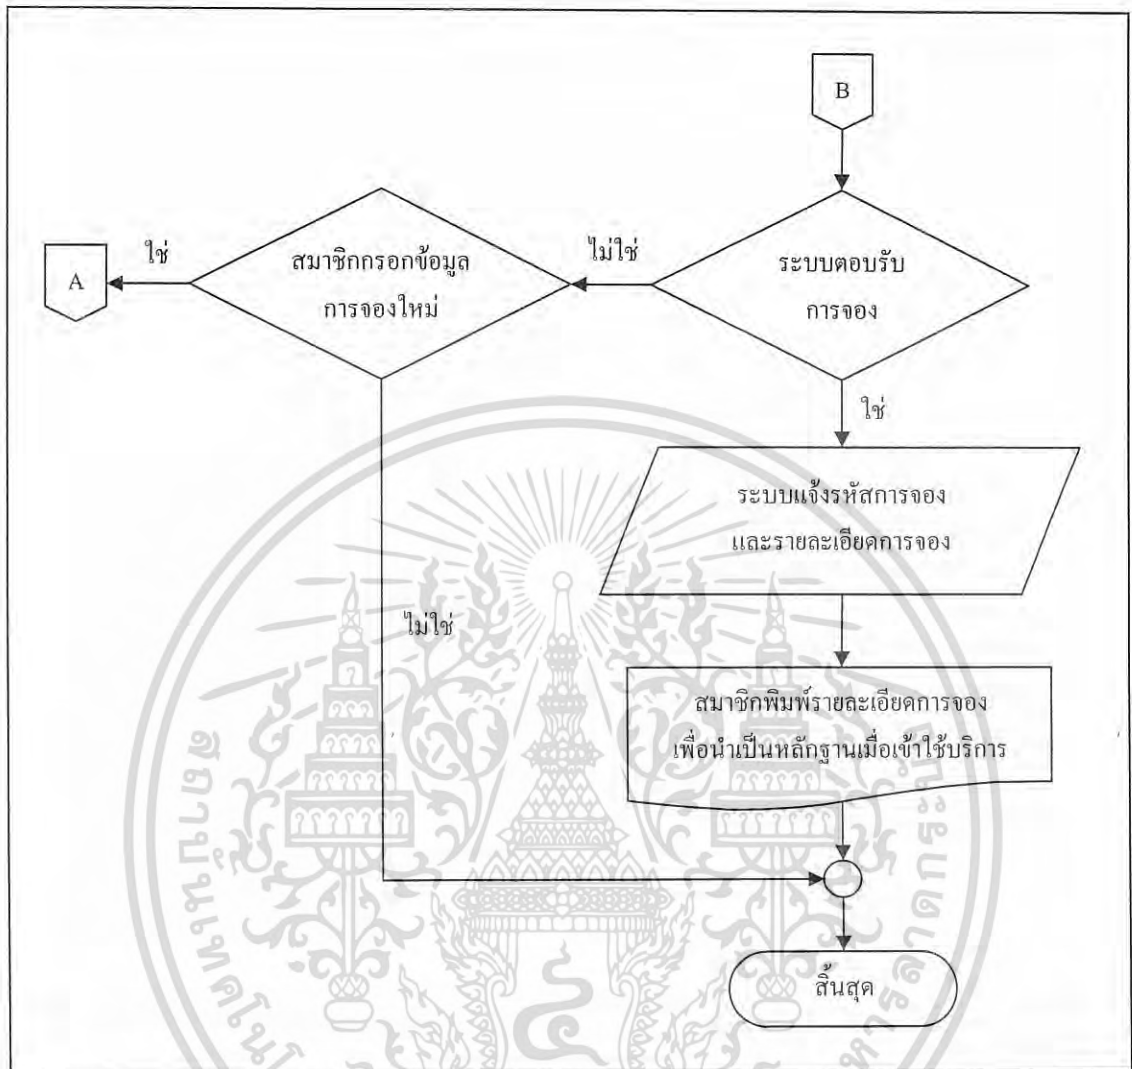 B
ระบบตอบรับ
การจอง
ไม่ใช่
สมาชิกกรอกข้อมูล
การจองใหม่
ใช่
A
ใช่
ระบบแจ้งรหัสการจอง
และรายละเอียดการจอง
ไม่ใช่
สมาชิกพิมพ์รายละเอียดการจอง
เพื่อนำเป็นหลักฐานเมื่อเข้าใช้บริการ
สิ้นสุด